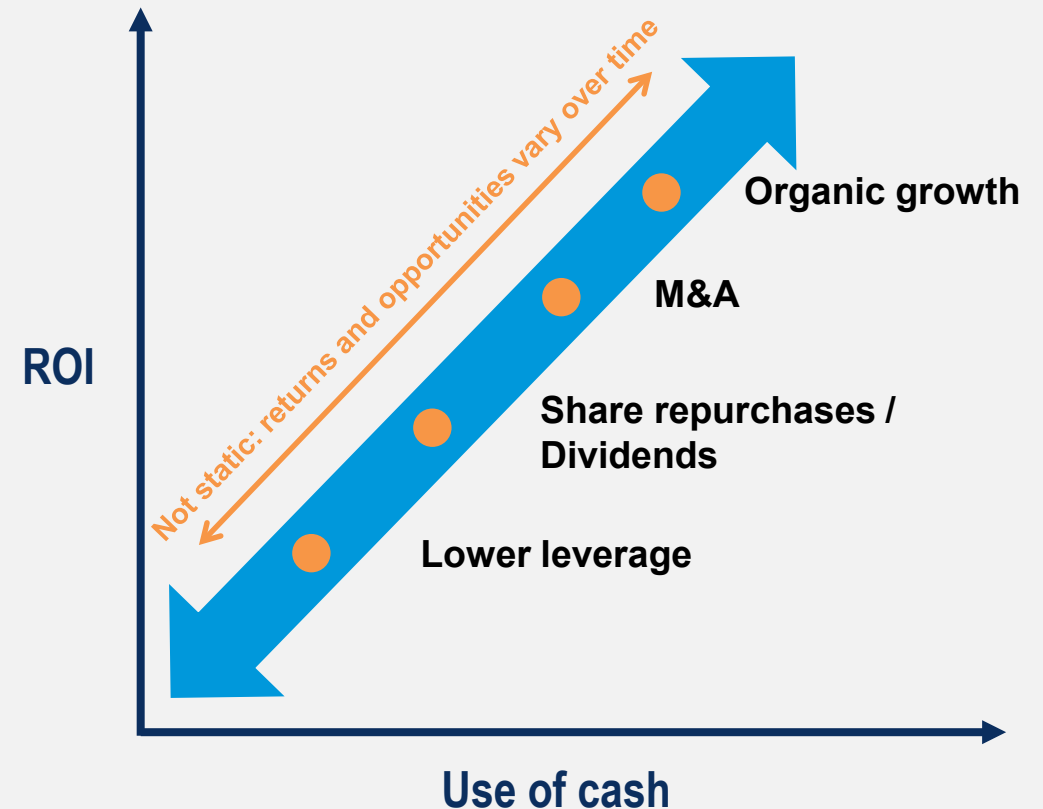 Not static: returns and opportunities vary over time
Organic growth
M&A
ROI
Share repurchases /
Dividends
Lower leverage
Use of cash